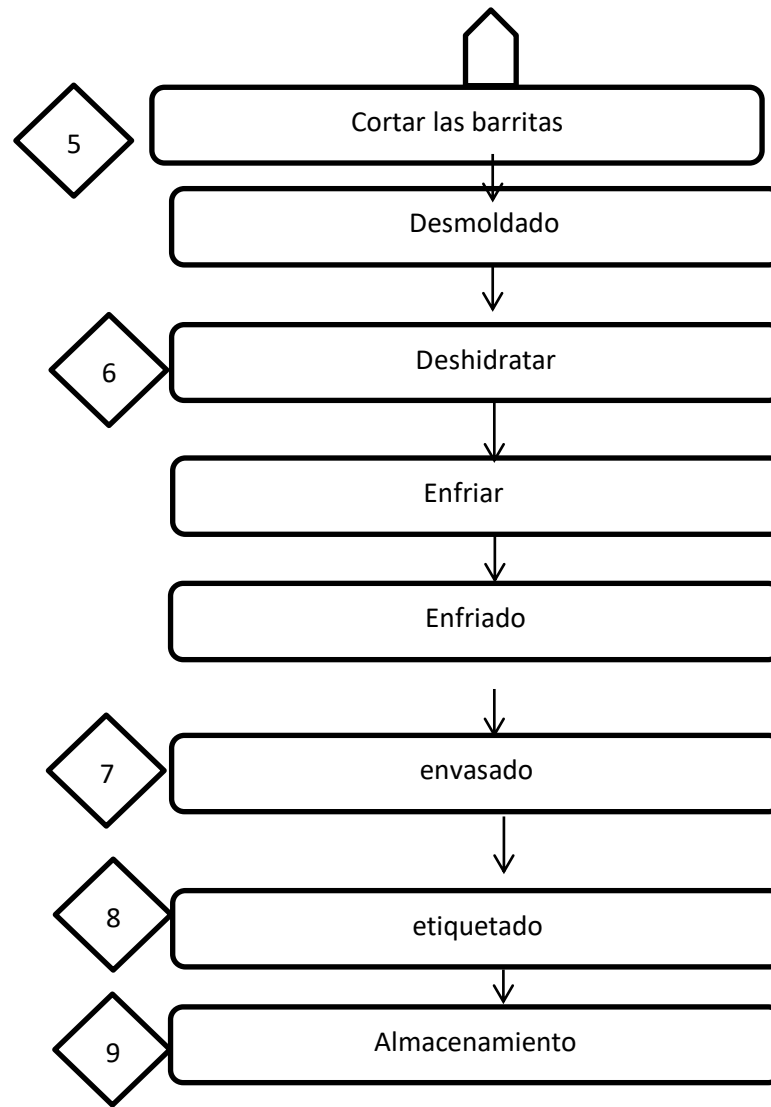 5
Cortar las barritas
Desmoldado
6
Deshidratar
Enfriar
Enfriado
7
envasado
8
etiquetado
9
Almacenamiento